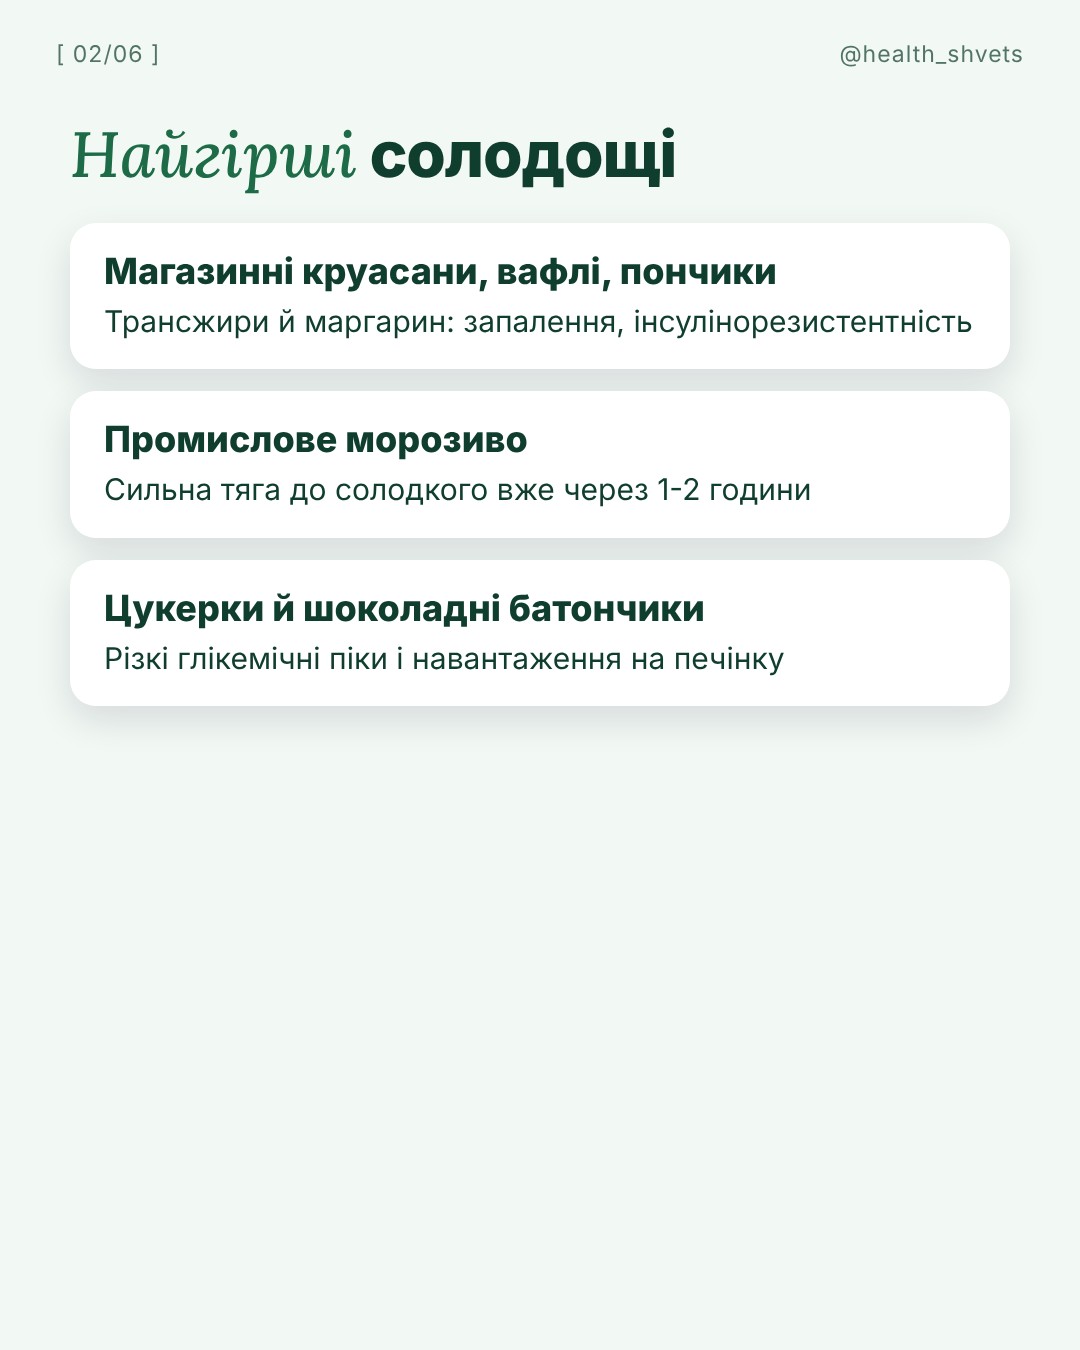 [ 02/06 ]
@health_shvets
Найгірші солодощі
Магазинні круасани, вафлі, пончики
Трансжири й маргарин: запалення, інсулінорезистентність
Промислове морозиво
Сильна тяга до солодкого вже через 1-2 години
Цукерки й шоколадні батончики
Різкі глікемічні піки і навантаження на печінку